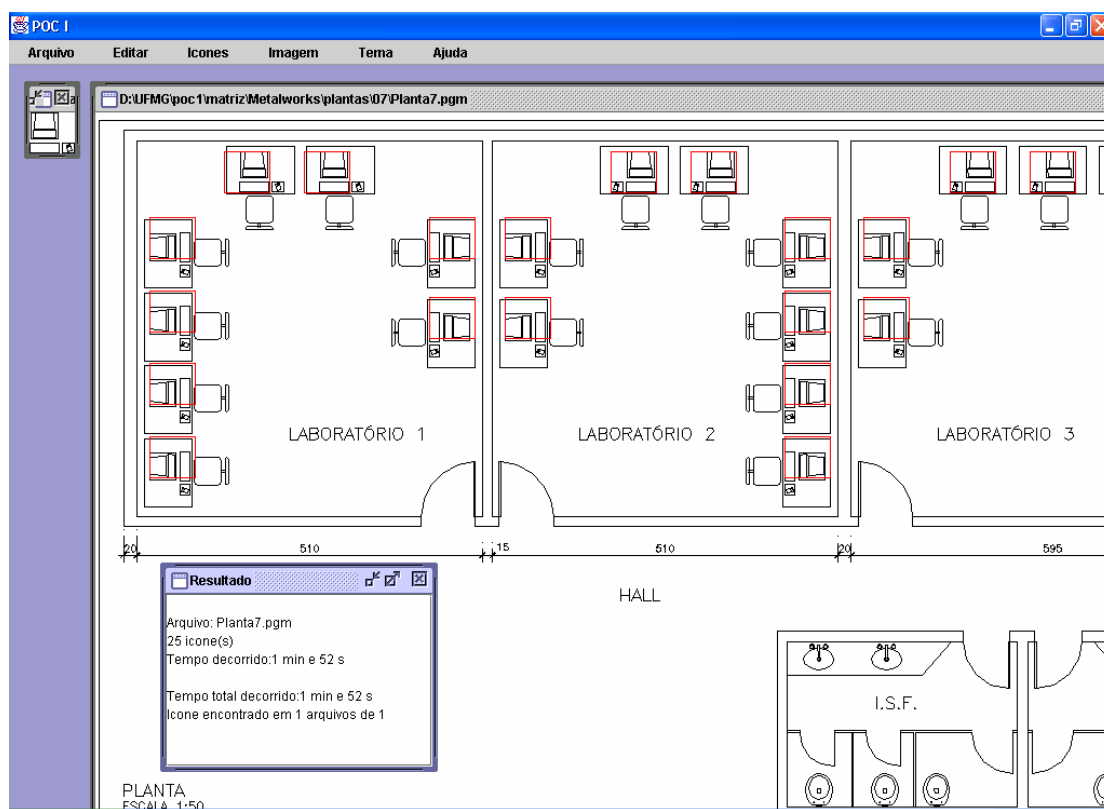 POC I
Arquivo Editar Icones Imagem Tema Ajuda
D:\UFMG\poc1\matriz\Metalworks\plantas\07\Planta7.pgm
LABORATÓRIO 1
LABORATÓRIO 2
LABORATÓRIO 3
20 510 15 510 20 595
Resultado
HALL
Arquivo: Planta7.pgm
25 icone(s)
Tempo decorrido:1 min e 52 s
Tempo total decorrido:1 min e 52 s
Icone encontrado em 1 arquivos de 1
I.S.F.
PLANTA
ESCALA 1:50